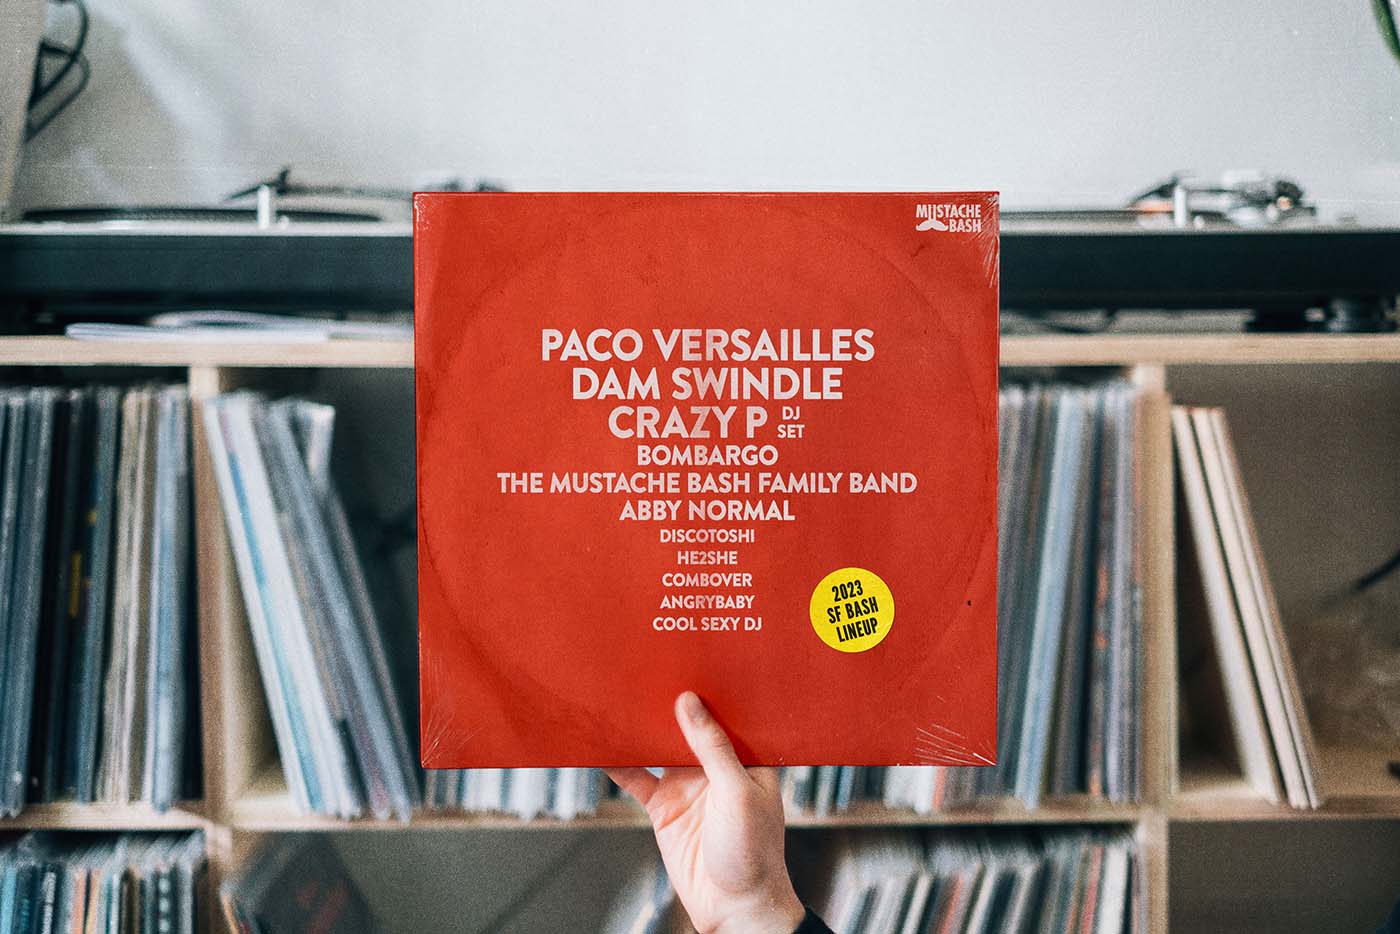 MUSTACHE
BASH
PACO VERSAILLES
DAM SWINDLE
CRAZY P DJ SET
BOMBARGO
THE MUSTACHE BASH FAMILY BAND
ABBY NORMAL
DISCOTOSHI
HE2SHE
COMBOVER
ANGRYBABY
COOL SEXY DJ
2023
SF BASH
LINEUP